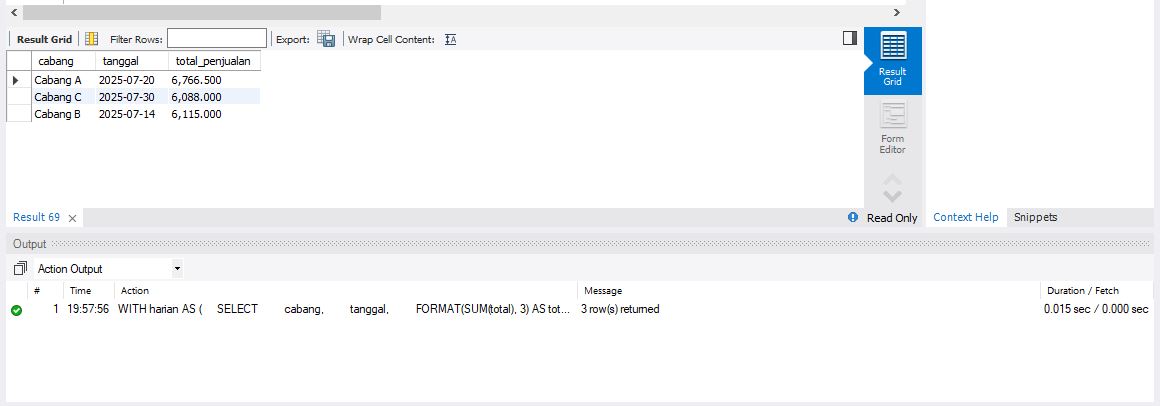 Result Grid Filter Rows: Export: Wrap Cell Content: IA
cabang tanggal total_penjualan
Cabang A 2025-07-20 6,766.500
Cabang C 2025-07-30 6,088.000
Cabang B 2025-07-14 6,115.000
Result Grid
Form Editor
Result 69 Read Only Context Help Snippets
Output
Action Output
# Time Action Message Duration / Fetch
1 19:57:56 WITH harian AS ( SELECT cabang, tanggal, FORMAT(SUM(total), 3) AS tot... 3 row(s) returned 0.015 sec / 0.000 sec